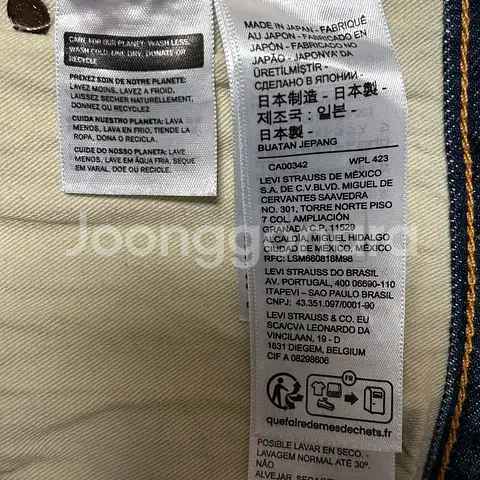 CARE FOR OUR PLANET: WASH LESS,
WASH COLD, LINE DRY, DONATE OR
RECYCLE.
PRENEZ SOIN DE NOTRE PLANETE:
LAVEZ MOINS, LAVEZ A FROID,
LAISSEZ SECHER NATURELLEMENT,
DONNEZ OU RECYCLEZ.
CUIDA NUESTRO PLANETA: LAVA
MENOS, LAVA EN FRIO, TIENDE LA
ROPA, DONA O RECICLA.
CUIDE DO NOSSO PLANETA: LAVE
MENOS, LAVE EM ÁGUA FRIA, SEQUE
EM VARAL, DOE OU RECICLE.
MADE IN JAPAN - FABRIQUÉ
AU JAPON - FABRICADO EN
JAPÓN - FABRICADO NO
JAPÃO - JAPONYA'DA
ÜRETİLMİŞTİR -
СДЕЛАНО В ЯПОНИИ -
日本制造 - 日本製 -
제조국 : 일본 -
日本製 -
BUATAN JEPANG
CA00342 WPL 423
LEVI STRAUSS DE MÉXICO
S.A. DE C.V.BLVD. MIGUEL DE
CERVANTES SAAVEDRA
NO. 301, TORRE NORTE PISO
7 COL. AMPLIACIÓN
GRANADA C.P. 11529
ALCALDÍA, MIGUEL HIDALGO
CIUDAD DE MÉXICO, MÉXICO
RFC: LSM660818M98
LEVI STRAUSS DO BRASIL
AV. PORTUGAL, 400 06690-110
ITAPEVI – SAO PAULO BRASIL
CNPJ: 43.351.097/0001-90
LEVI STRAUSS & CO. EU
SCA/CVA LEONARDO DA
VINCILAAN, 19 - D
1831 DIEGEM, BELGIUM
CIF A 08298606
FR
quefairedemesdechets.fr
POSIBLE LAVAR EN SECO. -
LAVAGEM NORMAL ATÉ 30º.
NÃO
ALVEJAR. SECAR